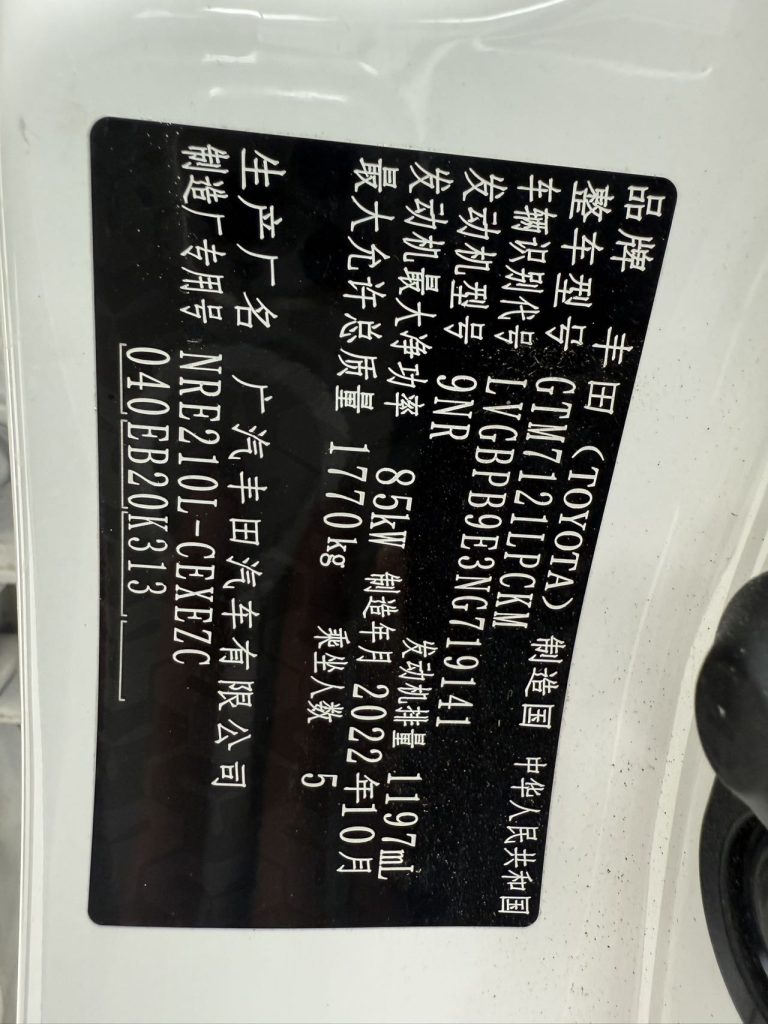 品牌 丰田(TOYOTA) 制造国 中华人民共和国
整车型号 GTM7121LPCKM
车辆识别代号 LVGBPB9E3NG719141
发动机型号 9NR 发动机排量 1197mL
发动机最大净功率 85kW 制造年月 2022年10月
最大允许总质量 1770kg 乘坐人数 5
生产厂名 广汽丰田汽车有限公司
制造厂专用号 NRE210L-CEXEZC
040EB20K313